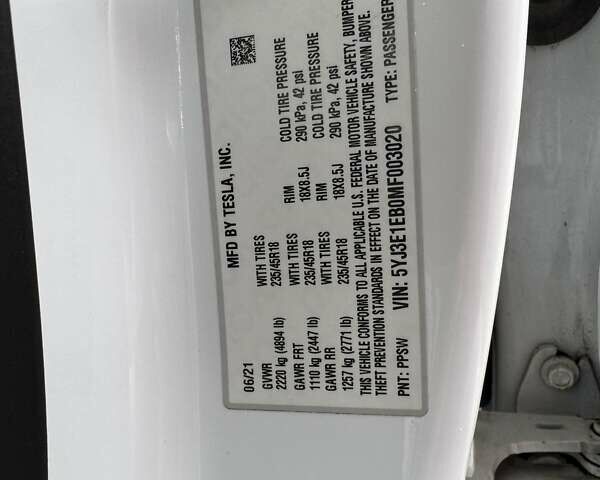 MFD BY TESLA, INC.
06/21
GVWR
2220 kg (4894 lb)
WITH TIRES 235/45R18
RIM 18X8.5J
COLD TIRE PRESSURE 290 kPa, 42 psi
GAWR FRT
1110 kg (2447 lb)
WITH TIRES 235/45R18
RIM 18X8.5J
COLD TIRE PRESSURE 290 kPa, 42 psi
GAWR RR
1257 kg (2771 lb)
THIS VEHICLE CONFORMS TO ALL APPLICABLE U.S. FEDERAL MOTOR VEHICLE SAFETY, BUMPER
THEFT PREVENTION STANDARDS IN EFFECT ON THE DATE OF MANUFACTURE SHOWN ABOVE.
PNT: PPSW VIN: 5YJ3E1EB0MF003020 TYPE: PASSENGER